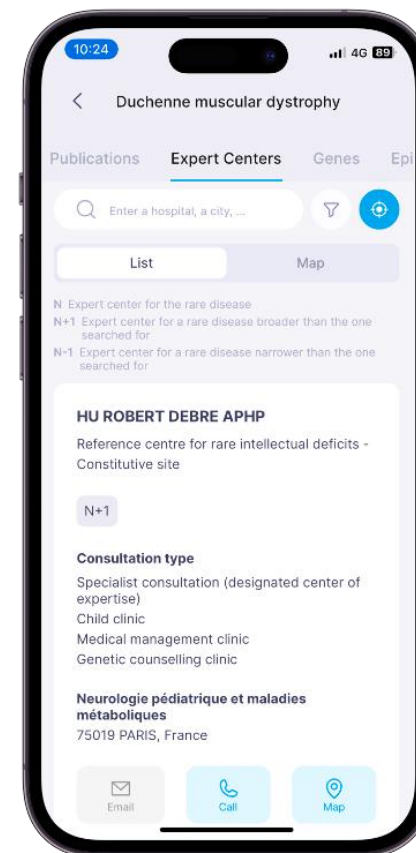 10:24
4G 89
Duchenne muscular dystrophy
Publications Expert Centers Genes Epi
Enter a hospital, a city, ...
List Map
N Expert center for the rare disease
N+1 Expert center for a rare disease broader than the one
searched for
N-1 Expert center for a rare disease narrower than the one
searched for
HU ROBERT DEBRE APHP
Reference centre for rare intellectual deficits -
Constitutive site
N+1
Consultation type
Specialist consultation (designated center of
expertise)
Child clinic
Medical management clinic
Genetic counselling clinic
Neurologie pédiatrique et maladies
métaboliques
75019 PARIS, France
Email Call Map